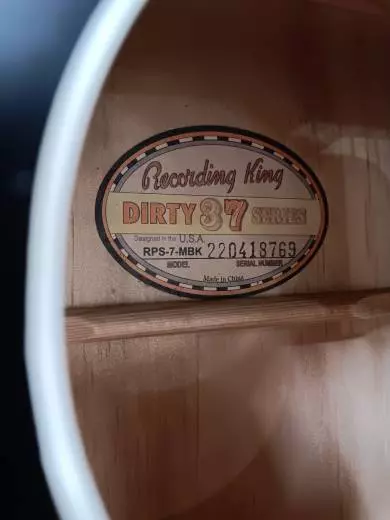 Recording King
DIRTY 37 SERIES
Designed in the U.S.A.
RPS-7-MBK 220418769
MODEL SERIAL NUMBER
Made in China